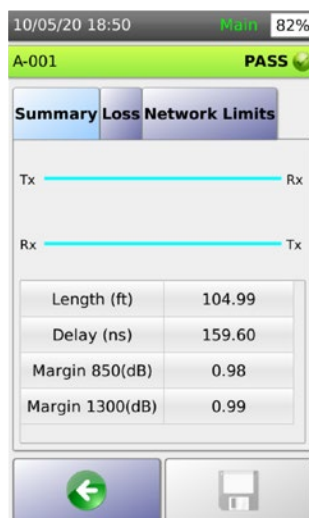 10/05/20 18:50 Main 82%
A-001 PASS
Summary Loss Network Limits
Tx Rx
Rx Tx
Length (ft) 104.99
Delay (ns) 159.60
Margin 850(dB) 0.98
Margin 1300(dB) 0.99